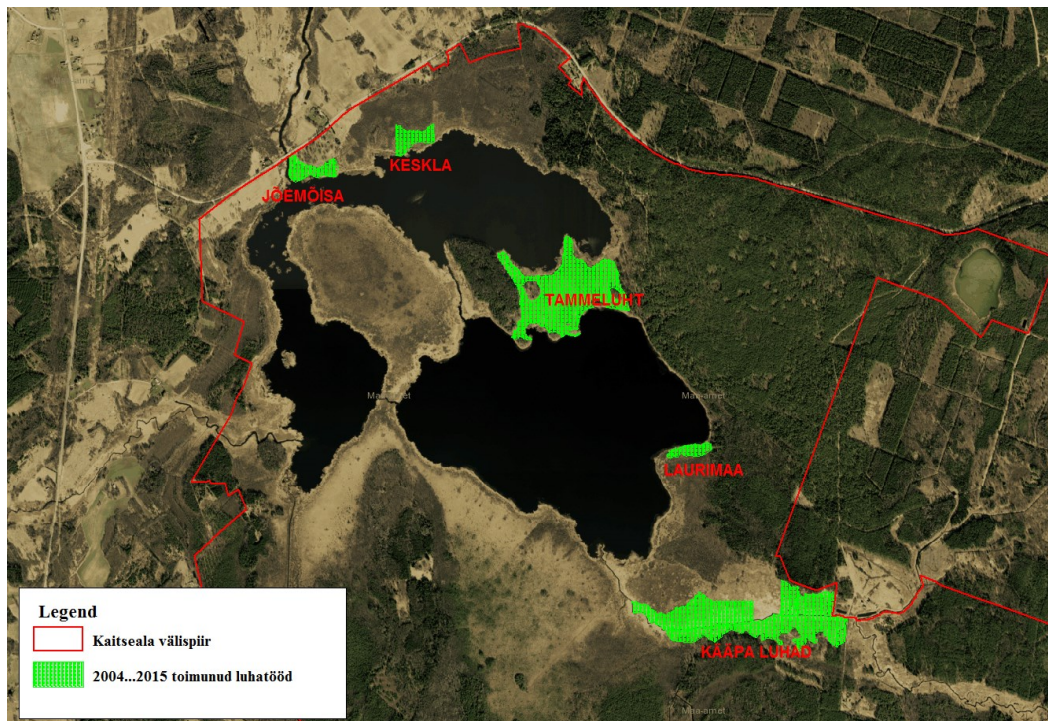 KESKLA
JÕEMÕISA
TAMMELUHT
Maa-amet
Maa-amet
LAURIMAA
KÄÄPA LUHAD
Maa-amet
Legend
Kaitseala välispiir
2004...2015 toimunud luhatööd